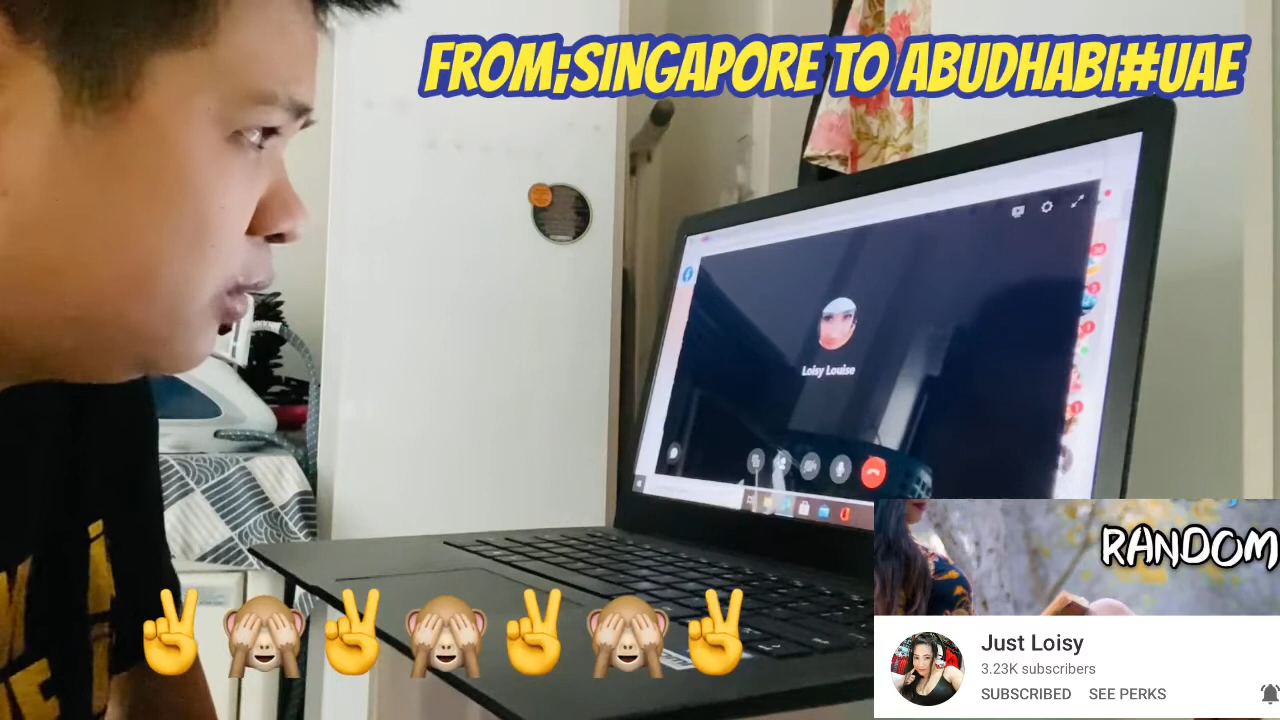 FROM;SINGAPORE TO ABUDHABI#UAE
Loisy Louise
RANDOM
Just Loisy
3.23K subscribers
SUBSCRIBED SEE PERKS